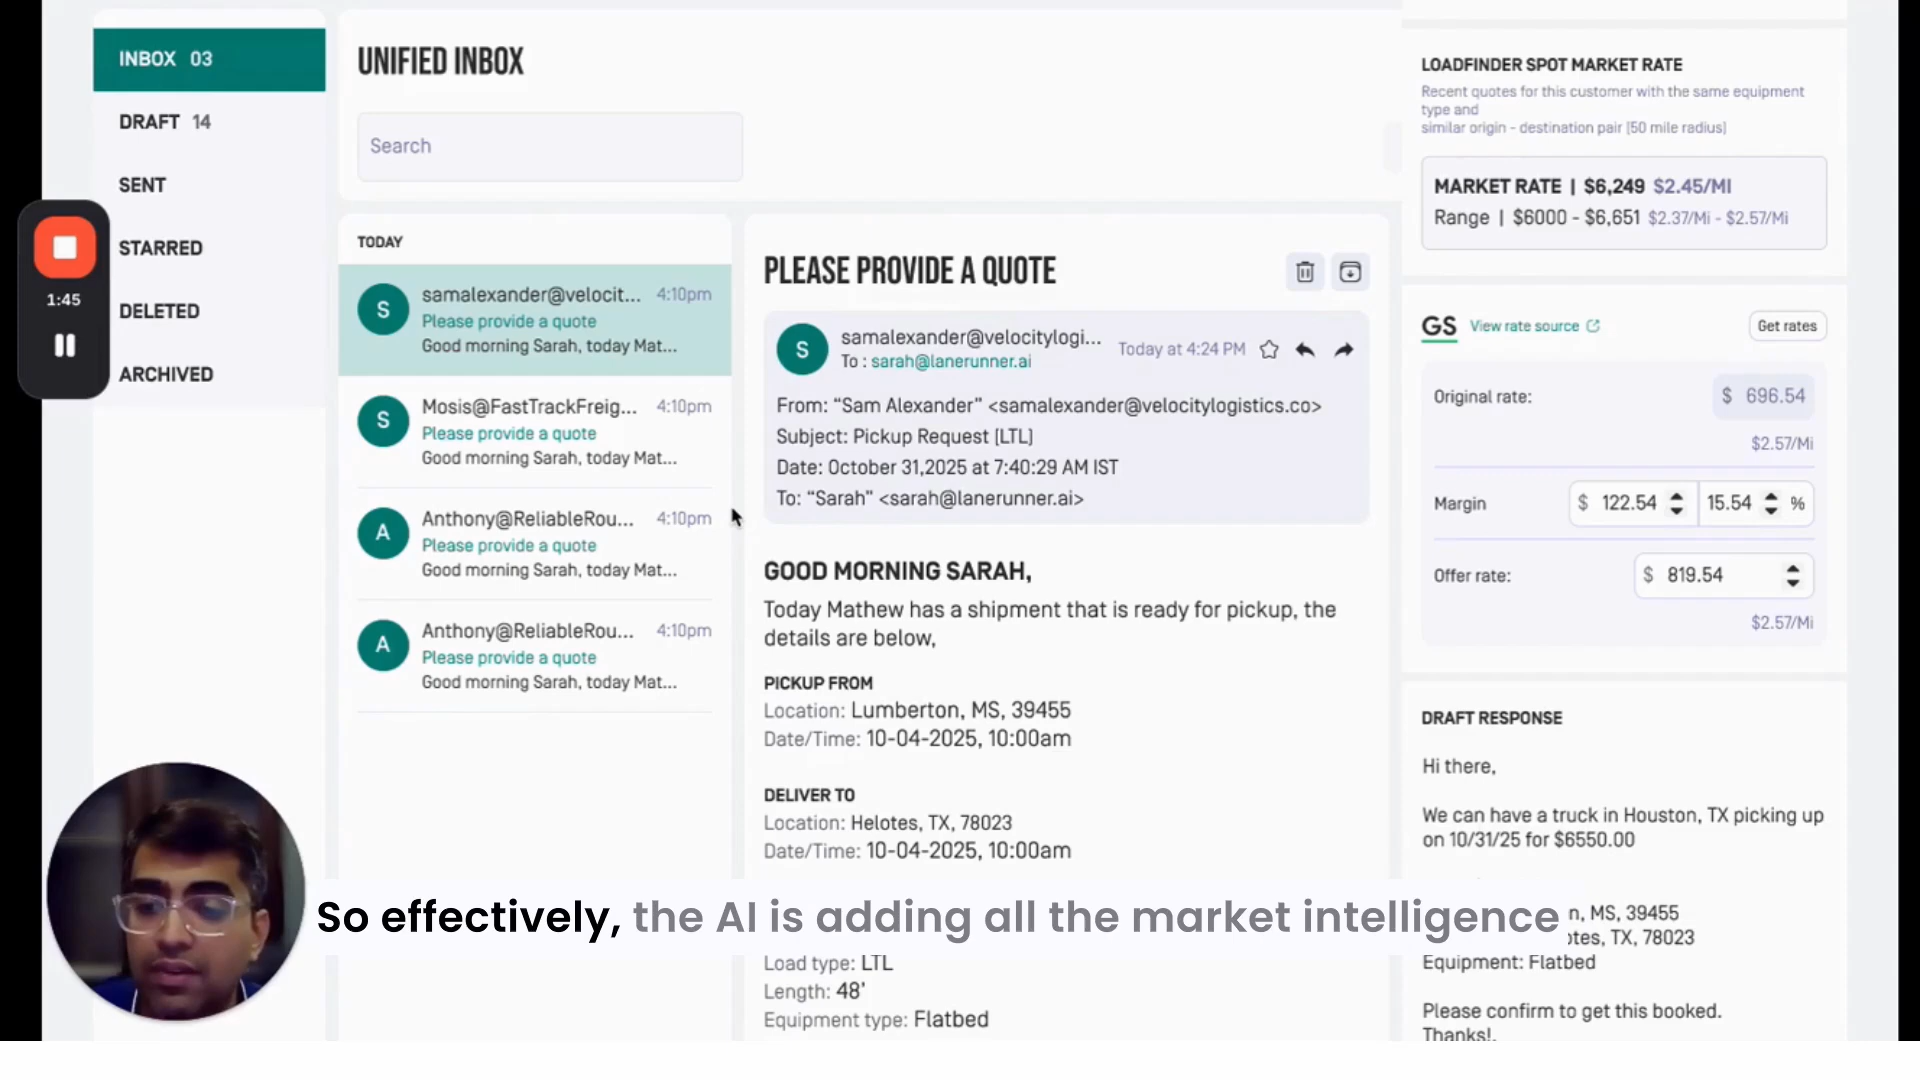 INBOX 03
DRAFT 14
SENT
STARRED
DELETED
ARCHIVED
1:45
UNIFIED INBOX
Search
TODAY
S
samalexander@velocit... 4:10pm
Please provide a quote
Good morning Sarah, today Mat...
S
Mosis@FastTrackFreig... 4:10pm
Please provide a quote
Good morning Sarah, today Mat...
A
Anthony@ReliableRou... 4:10pm
Please provide a quote
Good morning Sarah, today Mat...
A
Anthony@ReliableRou... 4:10pm
Please provide a quote
Good morning Sarah, today Mat...
PLEASE PROVIDE A QUOTE
S
samalexander@velocitylogi... Today at 4:24 PM
To : sarah@lanerunner.ai
From: “Sam Alexander” <samalexander@velocitylogistics.co>
Subject: Pickup Request [LTL]
Date: October 31,2025 at 7:40:29 AM IST
To: “Sarah” <sarah@lanerunner.ai>
GOOD MORNING SARAH,
Today Mathew has a shipment that is ready for pickup, the
details are below,
PICKUP FROM
Location: Lumberton, MS, 39455
Date/Time: 10-04-2025, 10:00am
DELIVER TO
Location: Helotes, TX, 78023
Date/Time: 10-04-2025, 10:00am
Load type: LTL
Length: 48’
Equipment type: Flatbed
LOADFINDER SPOT MARKET RATE
Recent quotes for this customer with the same equipment
type and
similar origin - destination pair [50 mile radius]
MARKET RATE | $6,249 $2.45/MI
Range | $6000 - $6,651 $2.37/Mi - $2.57/Mi
GS View rate source Get rates
Original rate: $ 696.54
$2.57/Mi
Margin $ 122.54 15.54 %
Offer rate: $ 819.54
$2.57/Mi
DRAFT RESPONSE
Hi there,
We can have a truck in Houston, TX picking up
on 10/31/25 for $6550.00
n, MS, 39455
otes, TX, 78023
Equipment: Flatbed
Please confirm to get this booked.
Thanks!.
So effectively, the AI is adding all the market intelligence